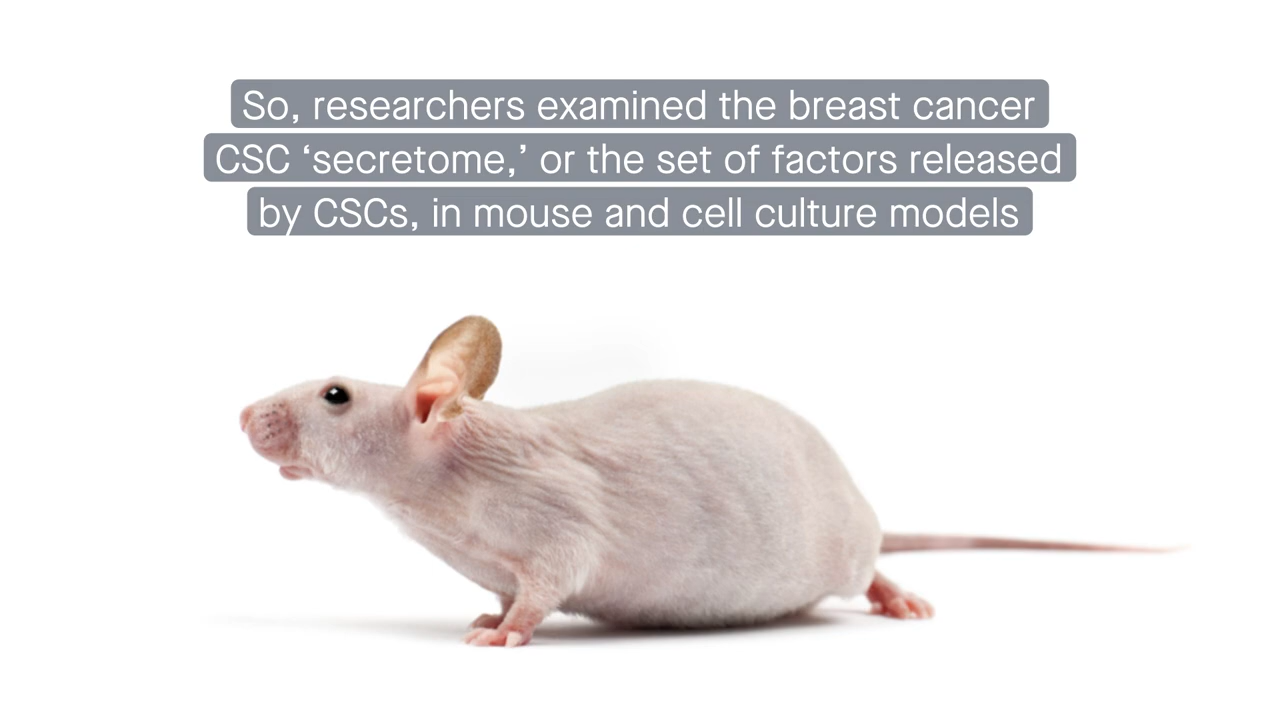 So, researchers examined the breast cancer
CSC ‘secretome,’ or the set of factors released
by CSCs, in mouse and cell culture models